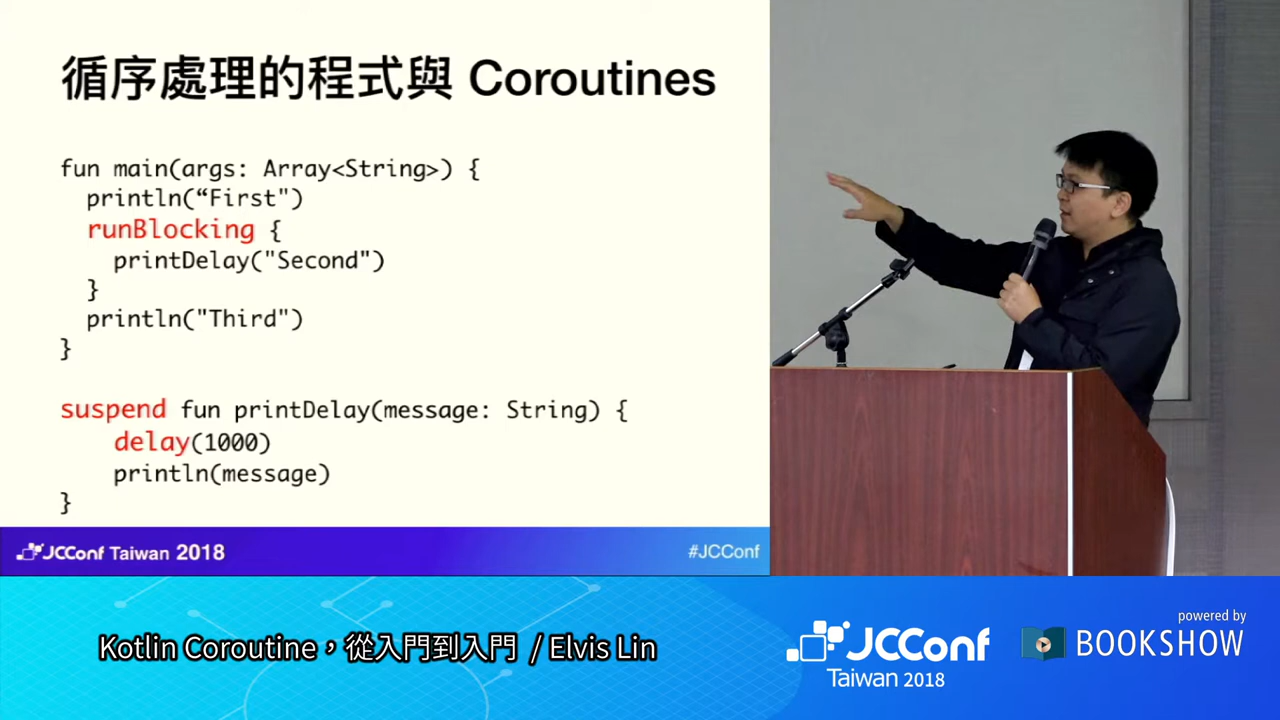 循序處理的程式與 Coroutines
fun main(args: Array<String>) {
  println(“First")
  runBlocking {
    printDelay("Second")
  }
  println("Third")
}
suspend fun printDelay(message: String) {
    delay(1000)
    println(message)
}
JCConf Taiwan 2018
#JCConf
Kotlin Coroutine，從入門到入門 / Elvis Lin
JCConf
Taiwan 2018
powered by
BOOKSHOW